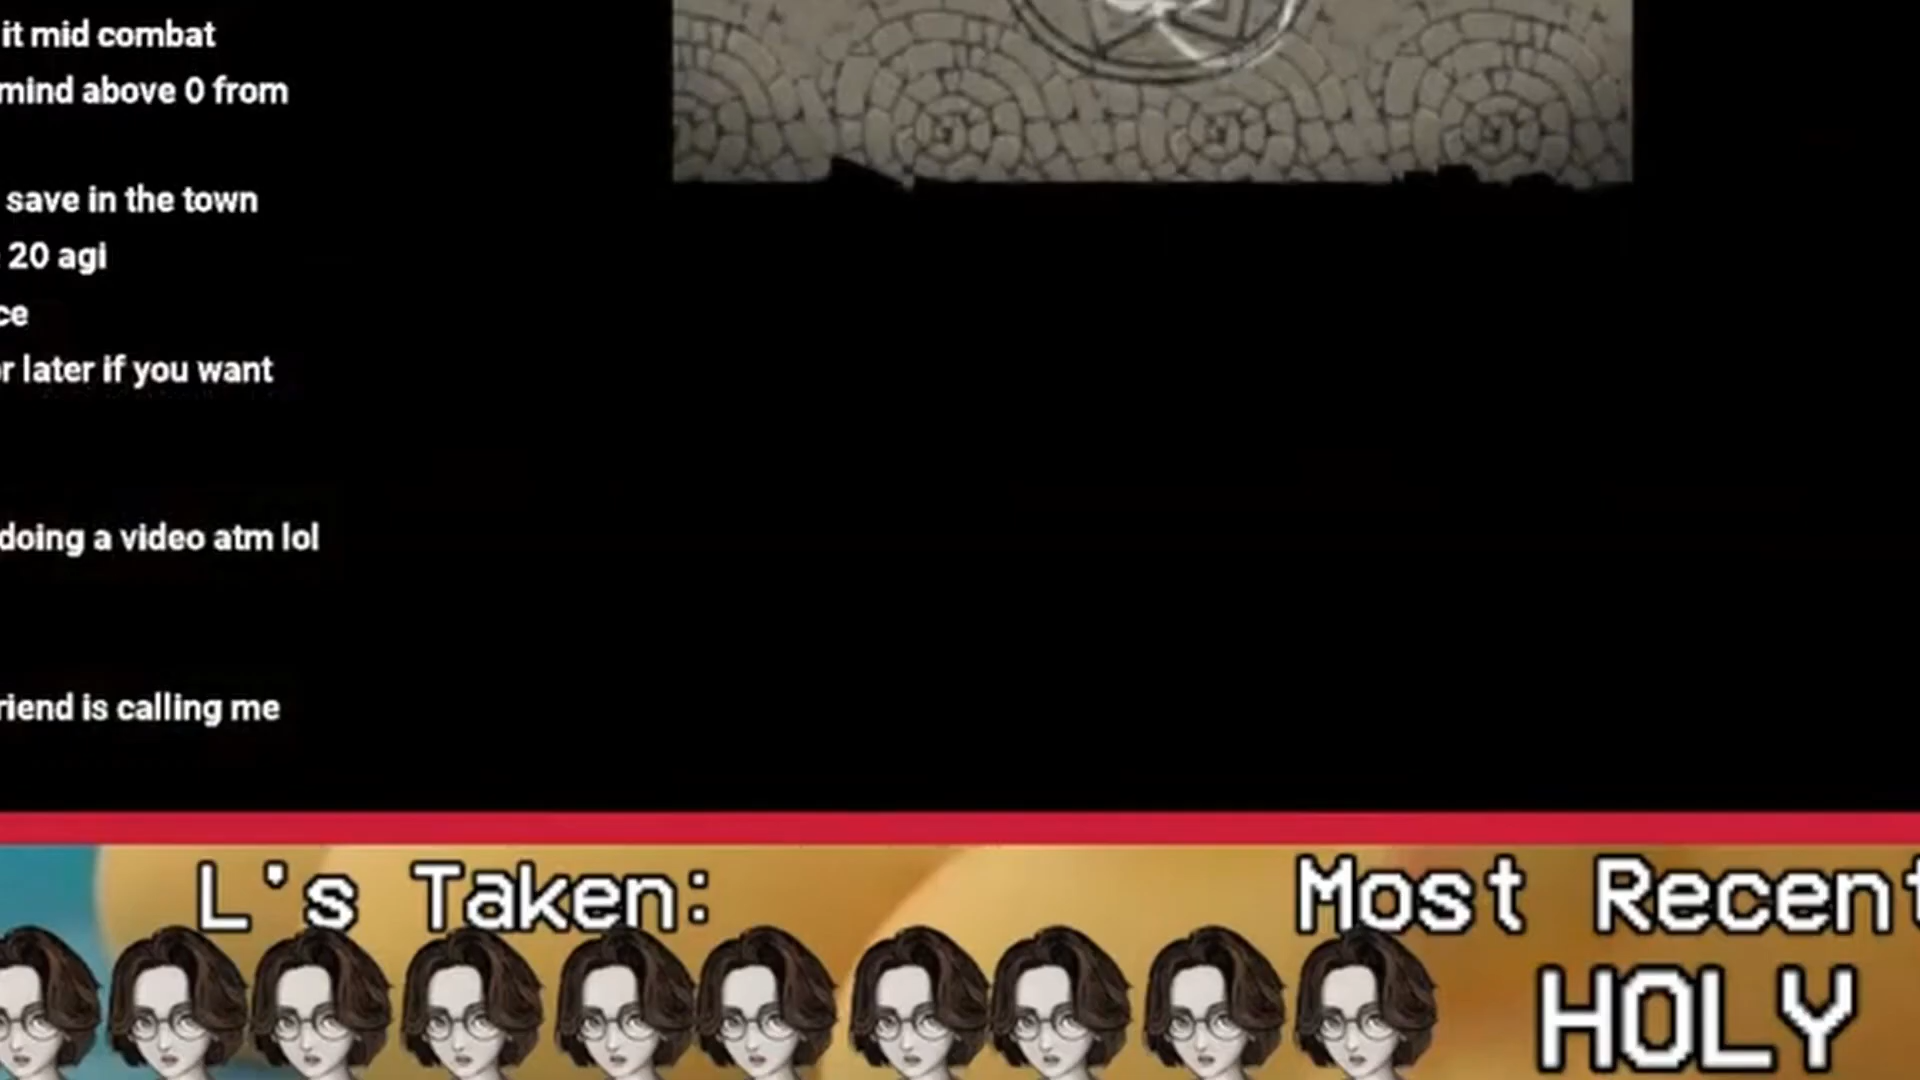 it mid combat
mind above 0 from
save in the town
20 agi
ce
r later if you want
doing a video atm lol
riend is calling me
L's Taken:
Most Recent
HOLY